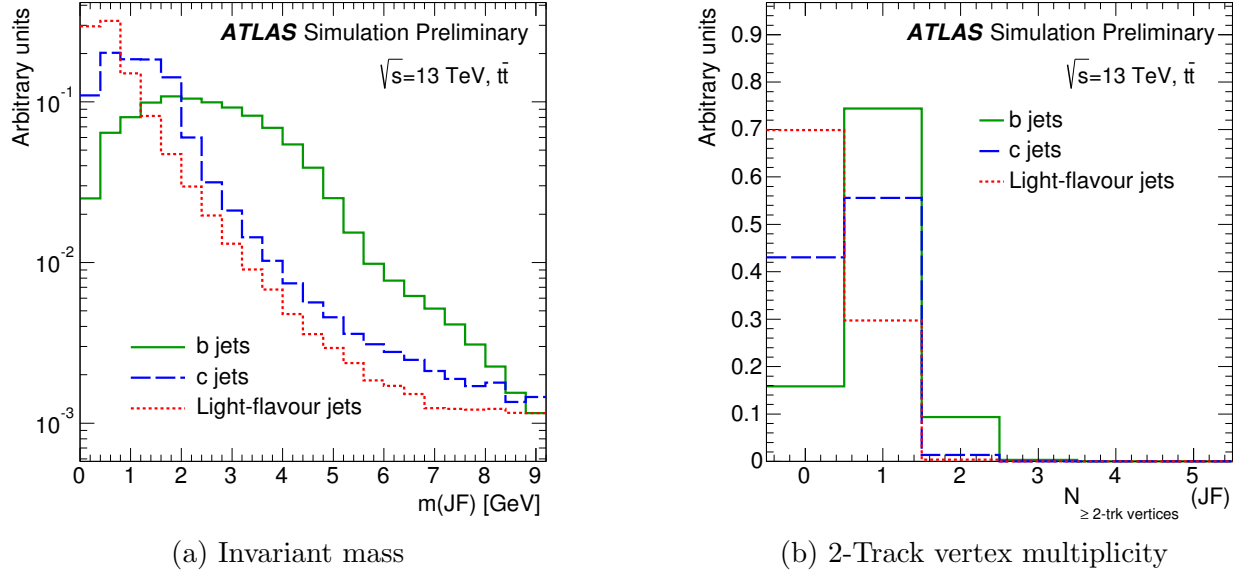 ATLAS Simulation Preliminary
√s=13 TeV, tt̄
Arbitrary units
10⁻¹
10⁻²
10⁻³
b jets
c jets
Light-flavour jets
0 1 2 3 4 5 6 7 8 9
m(JF) [GeV]
(a) Invariant mass
ATLAS Simulation Preliminary
√s=13 TeV, tt̄
Arbitrary units
0.9
0.8
0.7
0.6
0.5
0.4
0.3
0.2
0.1
0
b jets
c jets
Light-flavour jets
0 1 2 3 4 5
N ≥ 2-trk vertices (JF)
(b) 2-Track vertex multiplicity